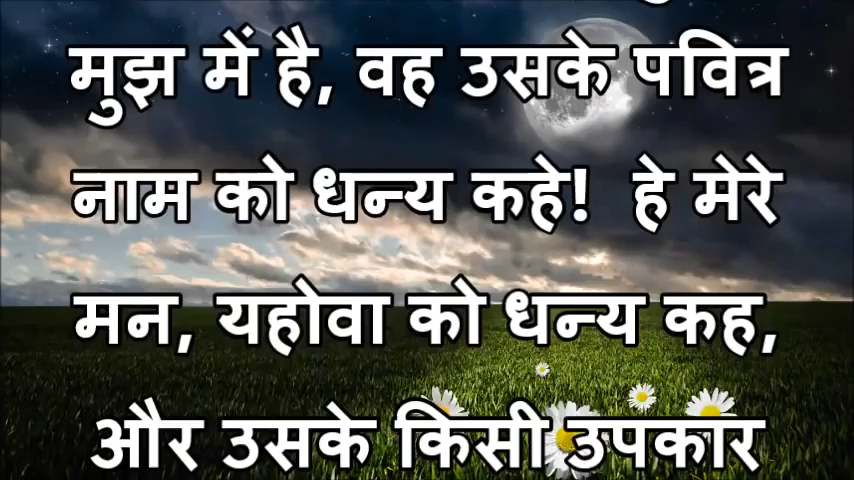 मुझ में है, वह उसके पवित्र
नाम को धन्य कहे! हे मेरे
मन, यहोवा को धन्य कह,
और उसके किसी उपकार